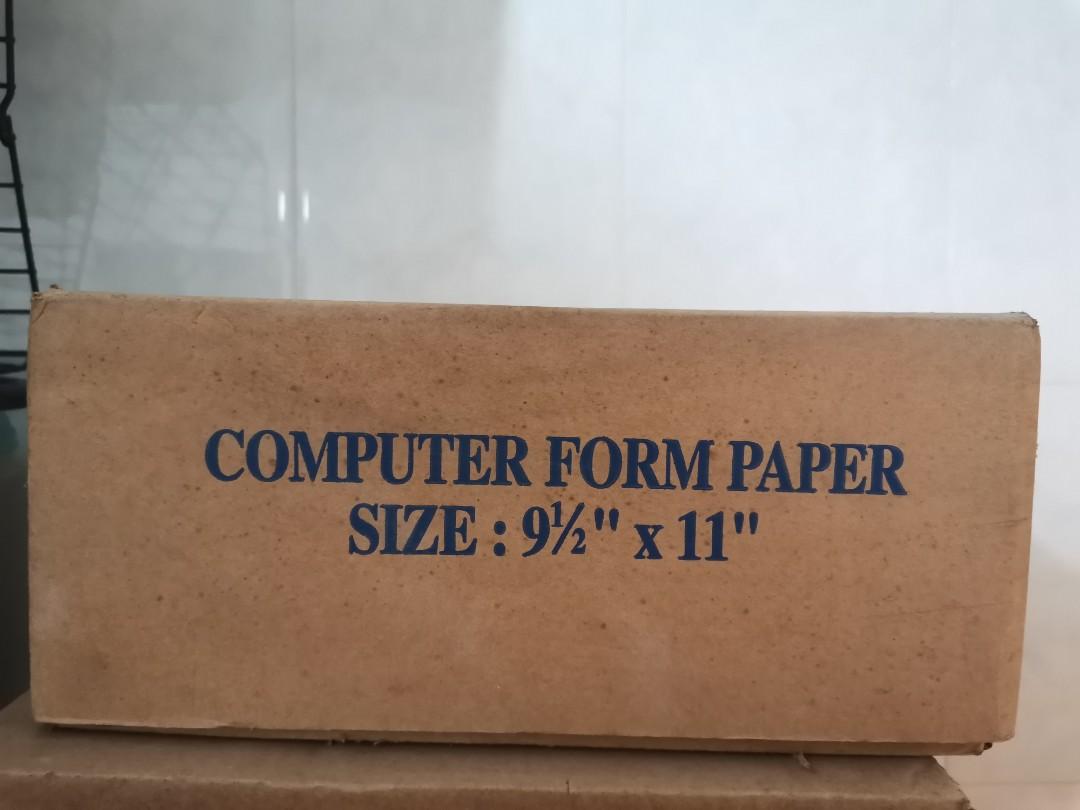 COMPUTER FORM PAPER
SIZE : 9½" x 11"